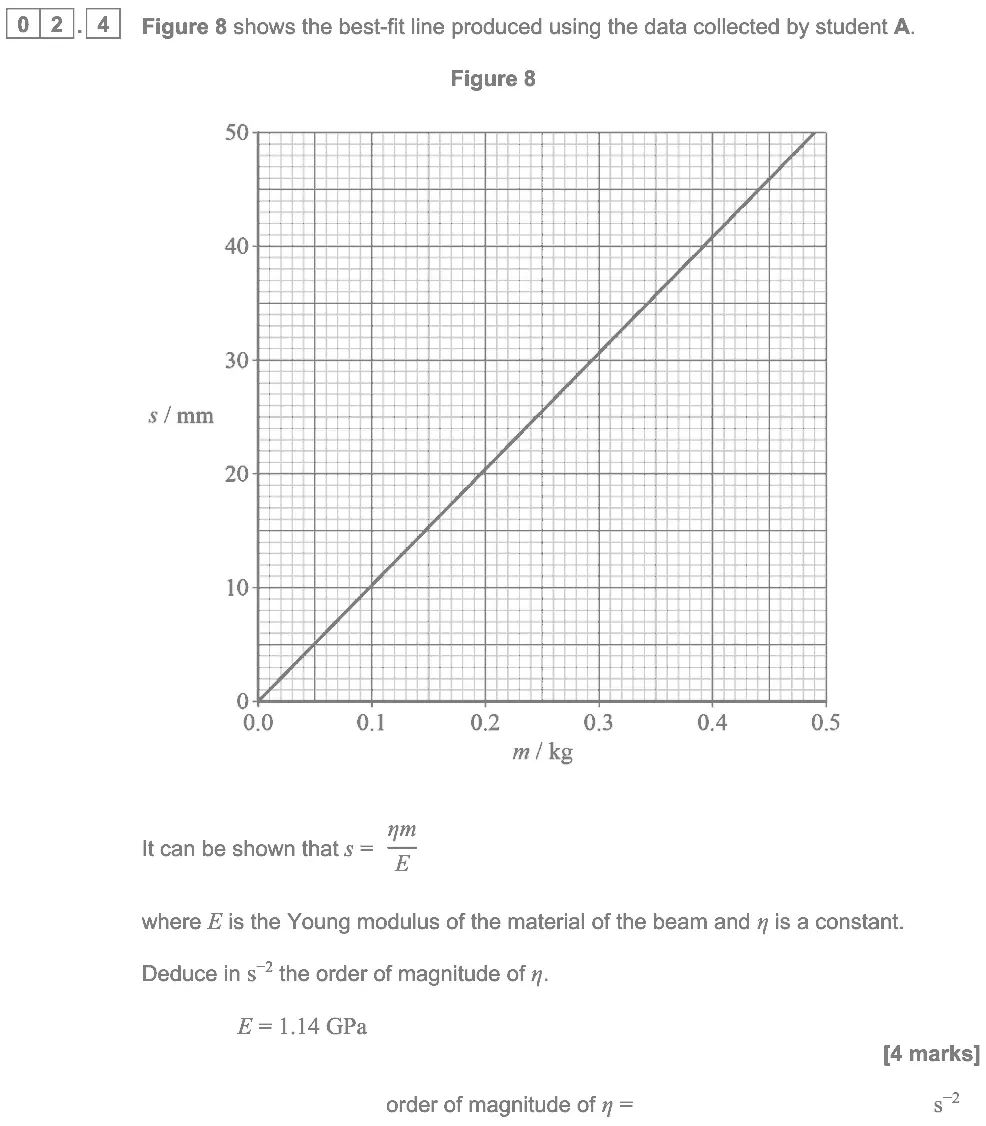 0 2 . 4 Figure 8 shows the best-fit line produced using the data collected by student A.
Figure 8
50
40
30
s / mm
20
10
0
0.0 0.1 0.2 0.3 0.4 0.5
m / kg
It can be shown that s = ηm/E
where E is the Young modulus of the material of the beam and η is a constant.
Deduce in s⁻² the order of magnitude of η.
E = 1.14 GPa
[4 marks]
order of magnitude of η = s⁻²